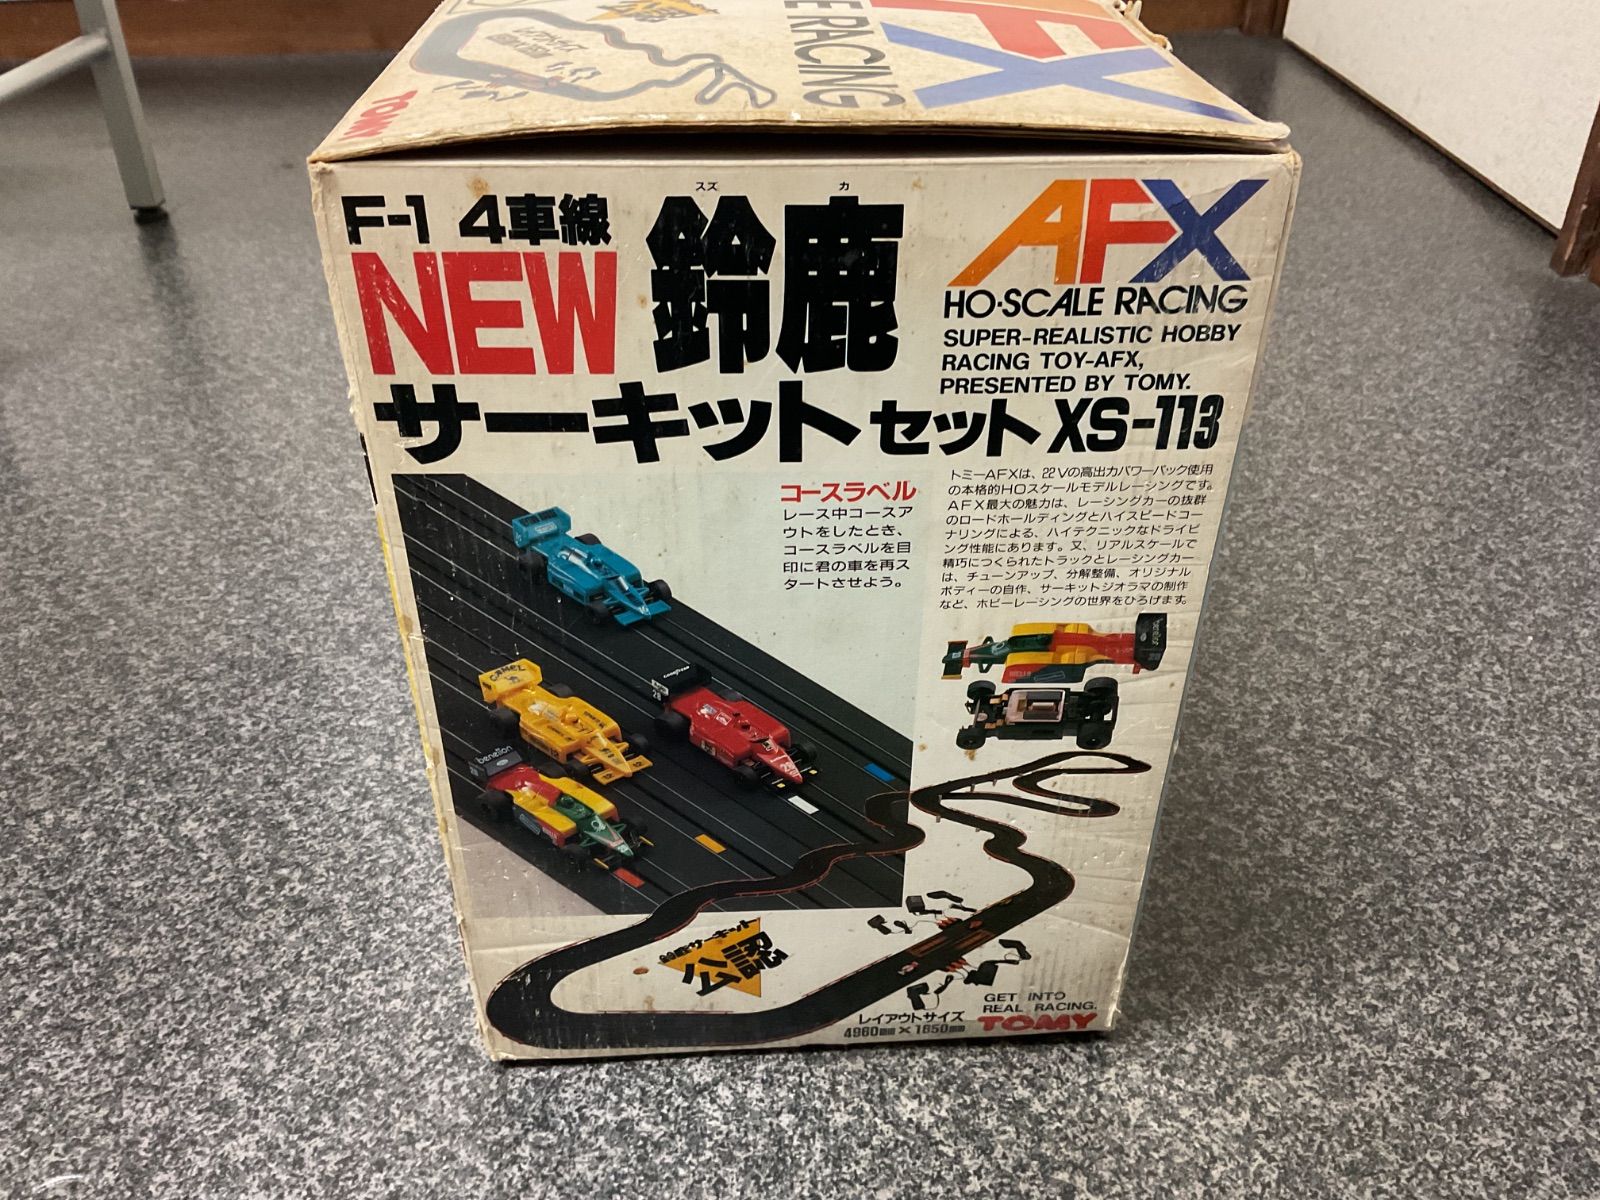 AFX
RACING
TOMY
F-1 4車線
NEW
スズ カ
鈴鹿
サーキット セット XS-113
AFX
HO·SCALE RACING
SUPER-REALISTIC HOBBY
RACING TOY-AFX,
PRESENTED BY TOMY.
コースラベル
レース中コースア
ウトをしたとき、
コースラベルを目
印に君の車を再ス
タートさせよう。
トミーAFXは、22Vの高出力パワーパック使用
の本格的HOスケールモデルレーシングです。
AFX最大の魅力は、レーシングカーの抜群
のロードホールディングとハイスピードコー
ナリングによる、ハイテクニックなドライビ
ング性能にあります。又、リアルスケールで
精巧につくられたトラックとレーシングカー
は、チューンアップ、分解整備、オリジナル
ボディーの自作、サーキットジオラマの制作
など、ホビーレーシングの世界をひろげます。
CAMEL
GOODYEAR
28
benetton
12
鈴鹿サーキット
公認
レイアウトサイズ
4960mm×1650mm
GET INTO
REAL RACING.
TOMY